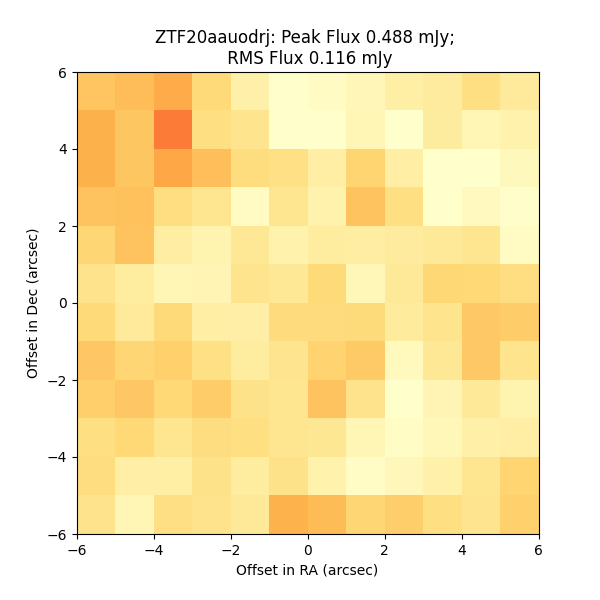 ZTF20aauodrj: Peak Flux 0.488 mJy;
RMS Flux 0.116 mJy
6
4
2
0
−2
−4
−6
Offset in Dec (arcsec)
−6 −4 −2 0 2 4 6
Offset in RA (arcsec)